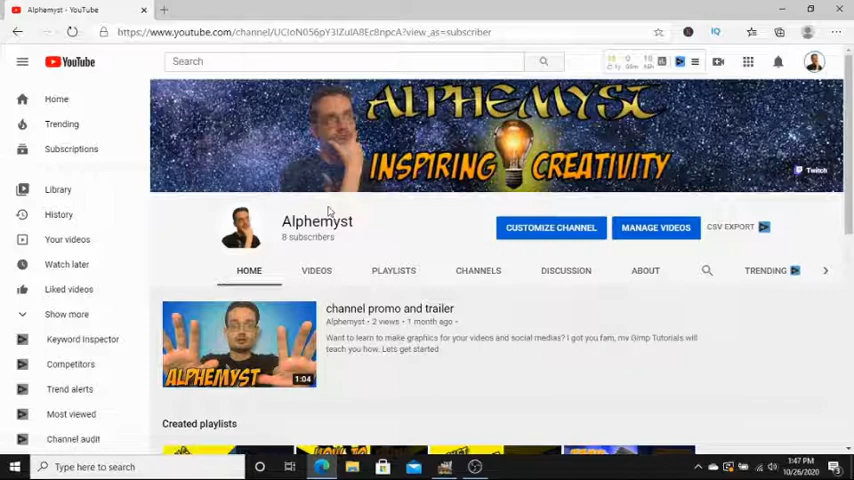 Alphemyst - YouTube
https://www.youtube.com/channel/UCIoN056pY3IZulA8Ec8npcA?view_as=subscriber
IQ
YouTube
Search
Home
Trending
Subscriptions
Library
History
Your videos
Watch later
Liked videos
Show more
Keyword Inspector
Competitors
Trend alerts
Most viewed
Channel audit
ALPHEMYST
INSPIRING CREATIVITY
Twitch
Alphemyst
8 subscribers
CUSTOMIZE CHANNEL
MANAGE VIDEOS
CSV EXPORT
HOME VIDEOS PLAYLISTS CHANNELS DISCUSSION ABOUT TRENDING
ALPHEMYST
1:04
channel promo and trailer
Alphemyst • 2 views • 1 month ago •
Want to learn to make graphics for your videos and social medias? I got you fam, my Gimp Tutorials will
teach you how. Lets get started
Created playlists
Type here to search
1:47 PM
10/26/2020